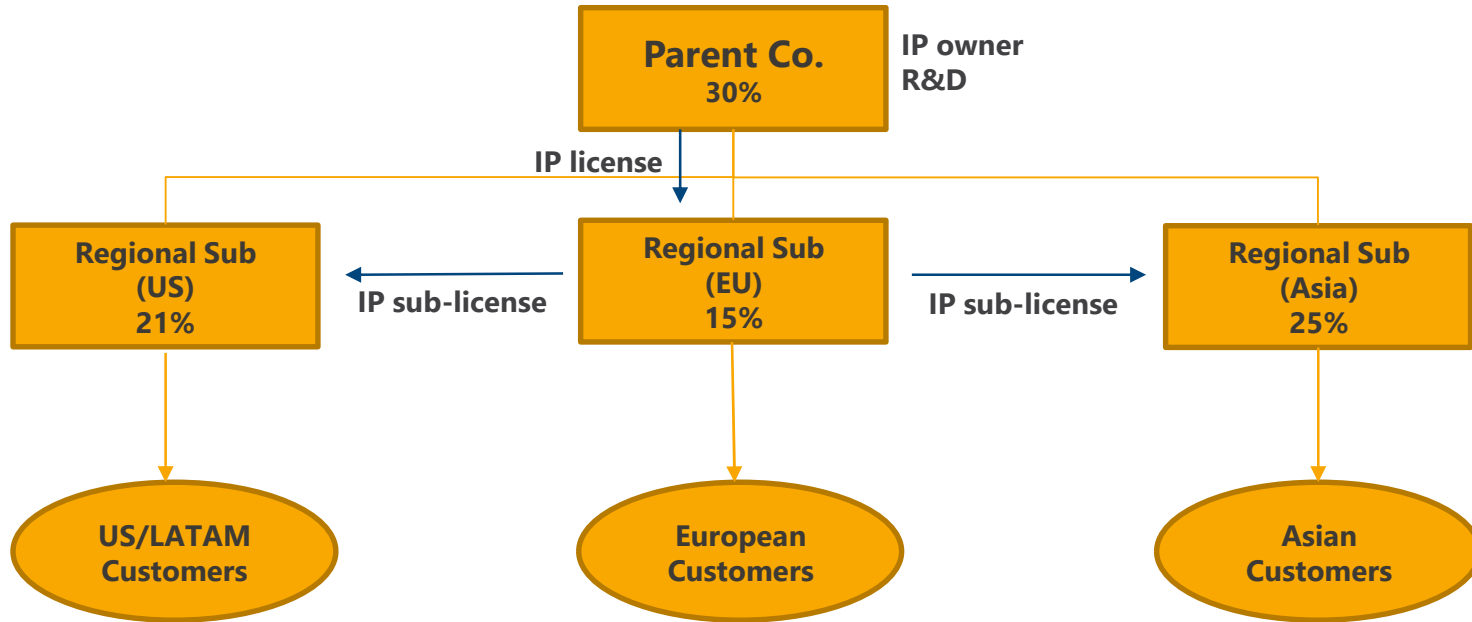 Parent Co.
30%
IP owner
R&D
IP license
Regional Sub
(US)
21%
IP sub-license
Regional Sub
(EU)
15%
IP sub-license
Regional Sub
(Asia)
25%
US/LATAM
Customers
European
Customers
Asian
Customers